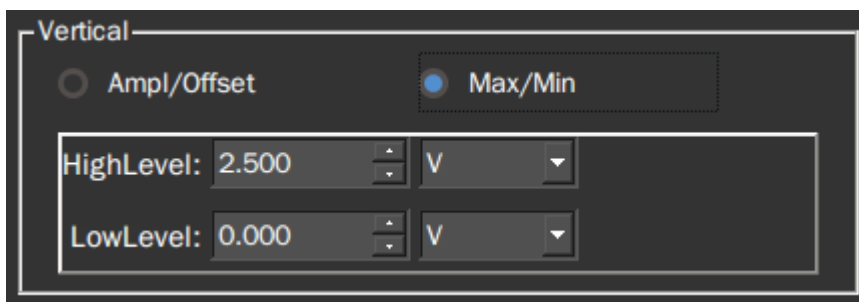 Vertical
Ampl/Offset Max/Min
HighLevel: 2.500 V
LowLevel: 0.000 V